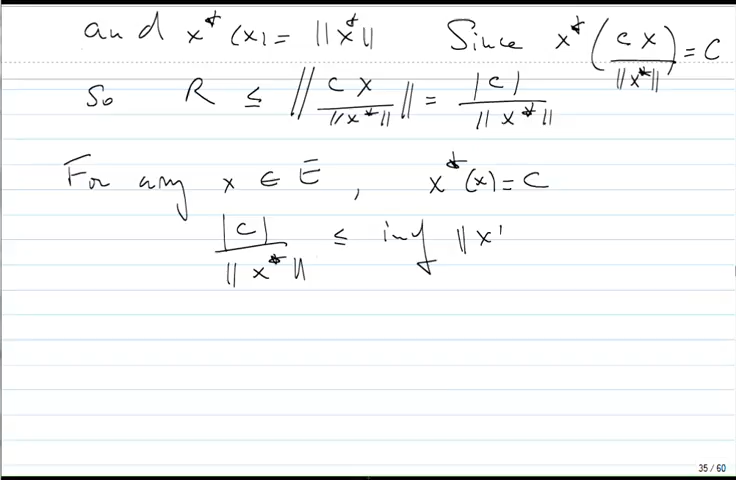 and x*(x) = ||x*|| Since x*(cx/||x*||) = C
So R ≤ ||cx/||x*|||| = |C|/||x*||
For any x ∈ E, x*(x) = C
|C|/||x*|| ≤ inf ||x'
35 / 60